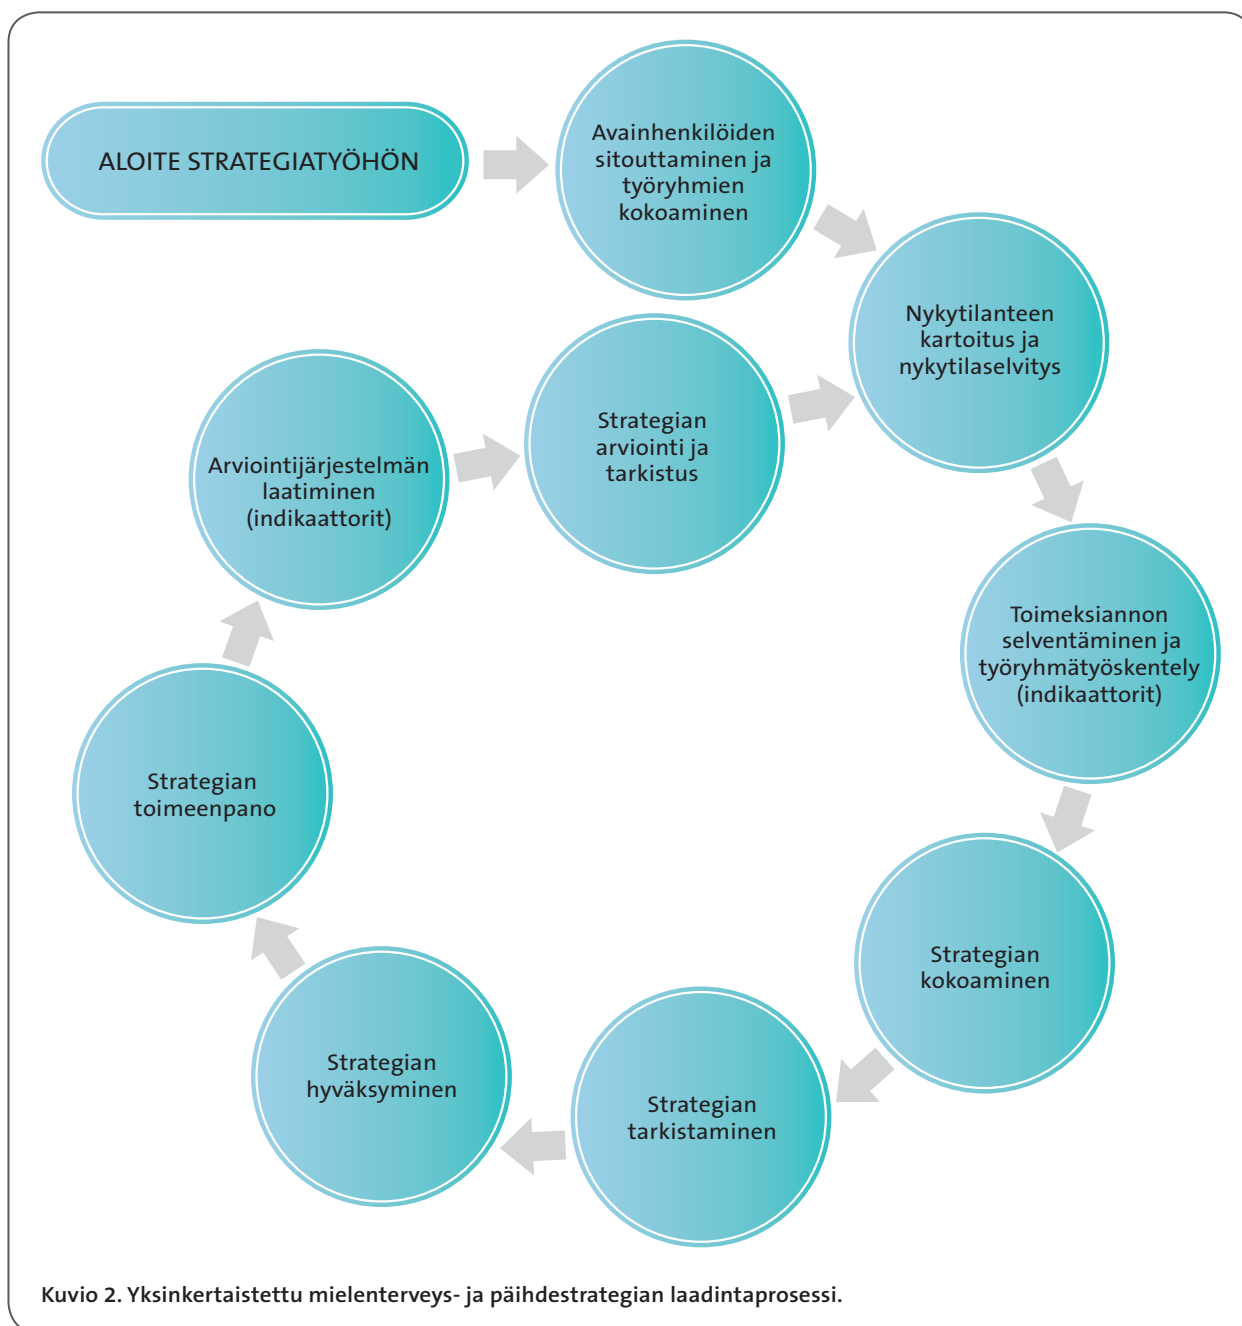 ALOITE STRATEGIATYÖHÖN
Avainhenkilöiden
sitouttaminen ja
työryhmien
kokoaminen
Nykytilanteen
kartoitus ja
nykytilaselvitys
Toimeksiannon
selventäminen ja
työryhmätyöskentely
(indikaattorit)
Strategian
kokoaminen
Strategian
tarkistaminen
Strategian
hyväksyminen
Strategian
toimeenpano
Arviointijärjestelmän
laatiminen
(indikaattorit)
Strategian
arviointi ja
tarkistus
Kuvio 2. Yksinkertaistettu mielenterveys- ja päihdestrategian laadintaprosessi.